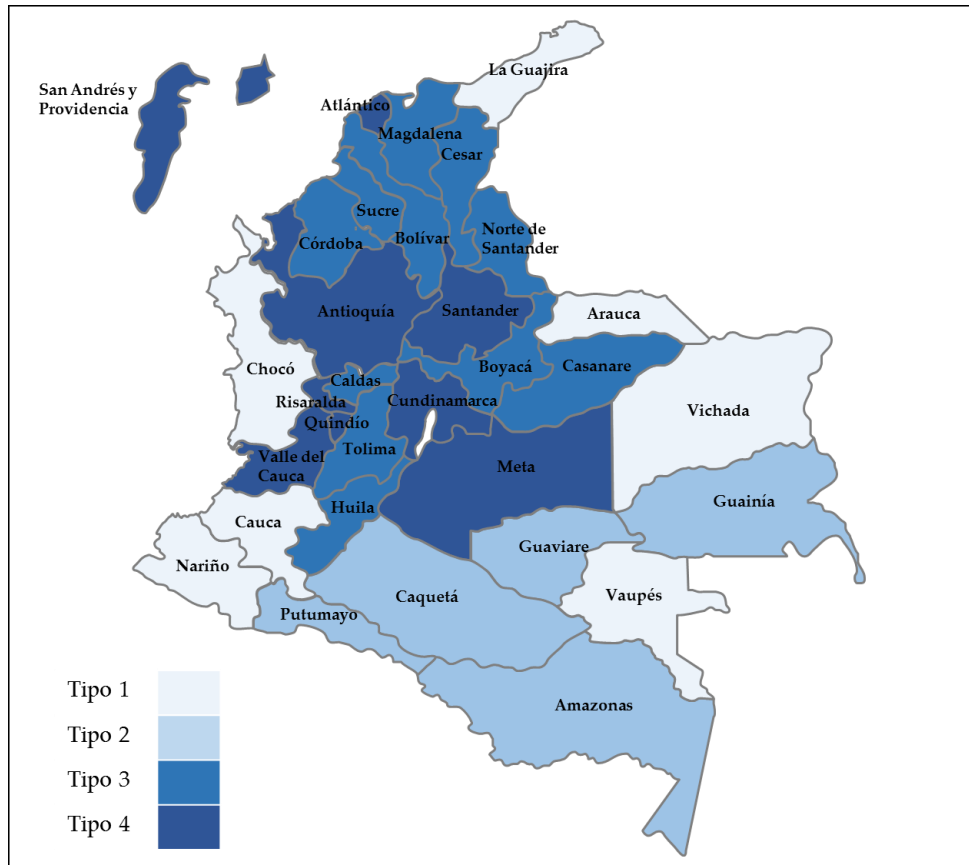 La Guajira
San Andrés y
Providencia
Atlántico
Magdalena
Cesar
Sucre
Norte de
Santander
Córdoba
Bolívar
Antioquía
Santander
Arauca
Chocó
Caldas
Boyacá
Casanare
Risaralda
Cundinamarca
Quindío
Vichada
Tolima
Valle del
Cauca
Meta
Guainía
Huila
Cauca
Guaviare
Nariño
Caquetá
Vaupés
Putumayo
Amazonas
Tipo 1
Tipo 2
Tipo 3
Tipo 4